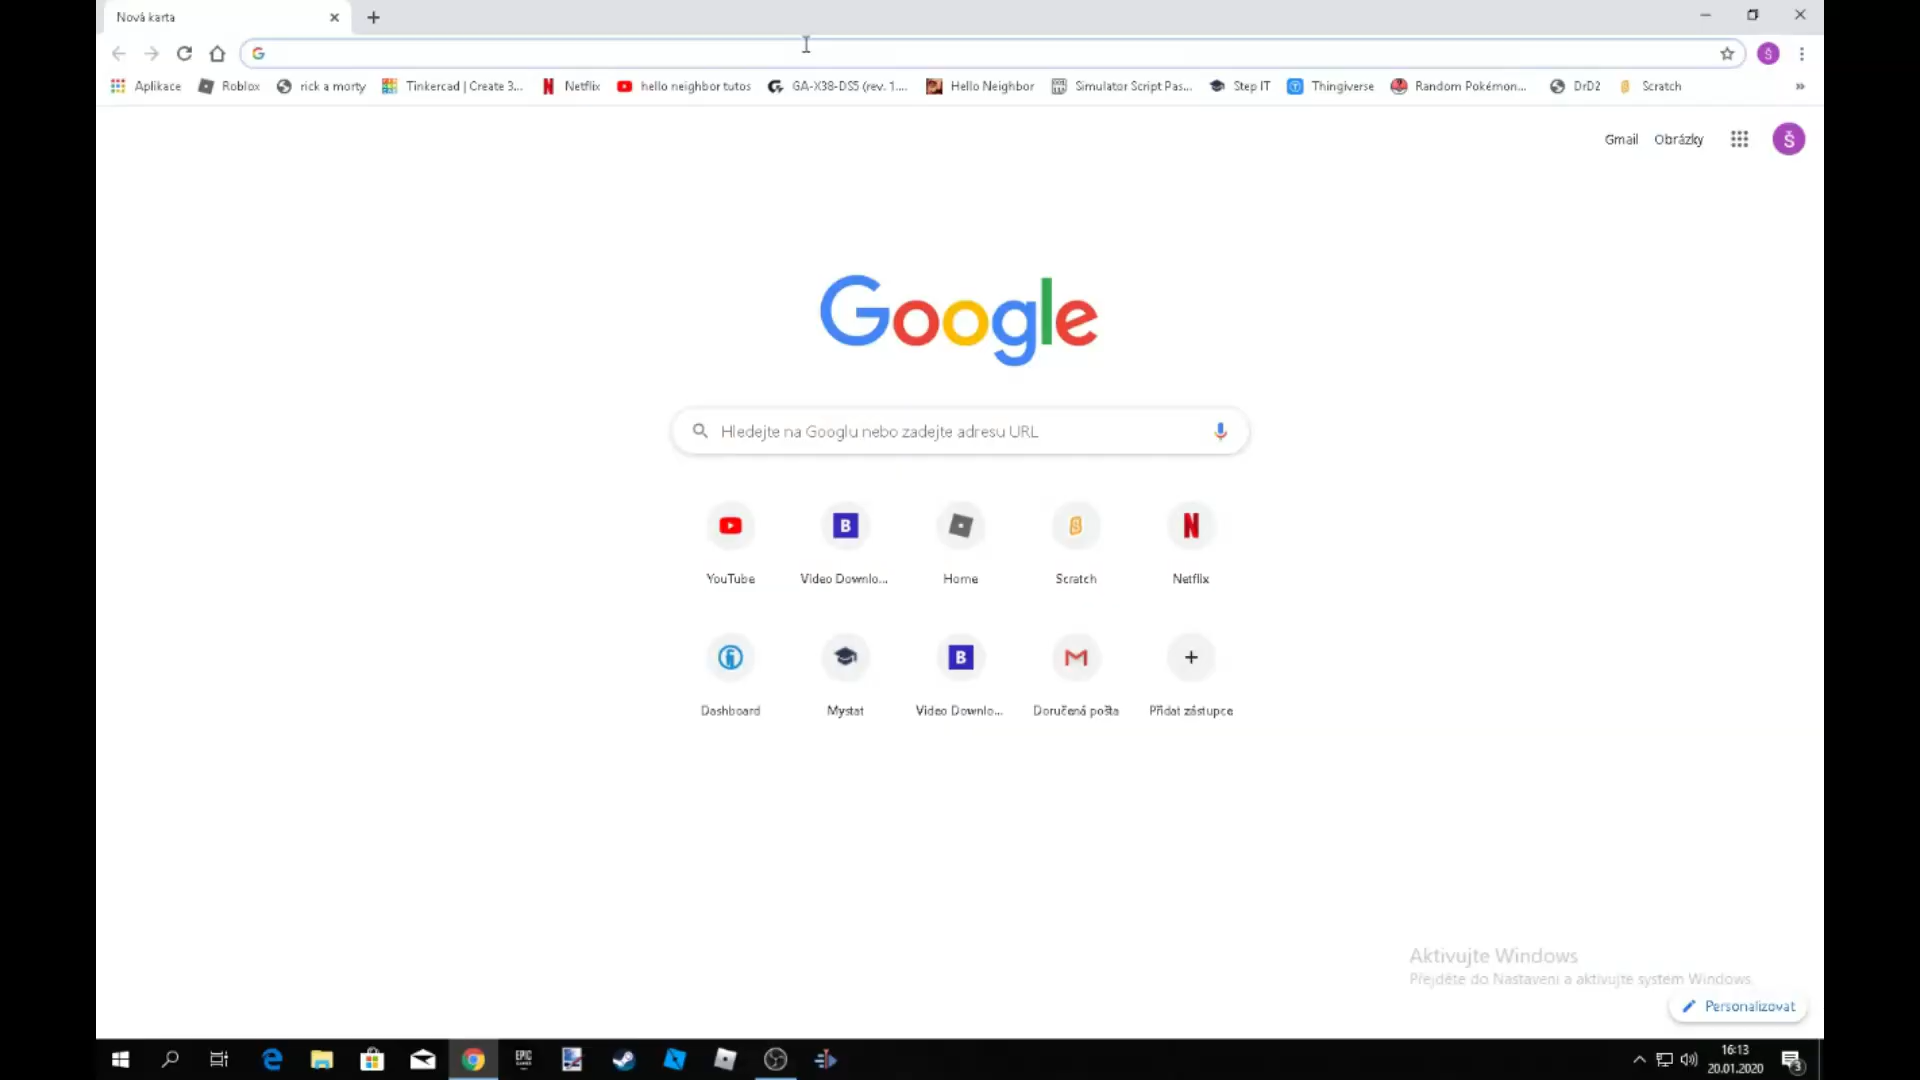 Nová karta
Aplikace Roblox rick a morty Tinkercad | Create 3... Netflix hello neighbor tutos GA-X38-DS5 (rev. 1.... Hello Neighbor Simulator Script Pas... Step IT Thingiverse Random Pokémon... DrD2 Scratch »
Gmail Obrázky Š
Google
Hledejte na Googlu nebo zadejte adresu URL
YouTube Video Downlo... Home Scratch Netflix
Dashboard Mystat Video Downlo... Doručená pošta Přidat zástupce
Aktivujte Windows
Přejděte do Nastavení a aktivujte systém Windows.
Personalizovat
EPIC GAMES
16:13
20.01.2020
3